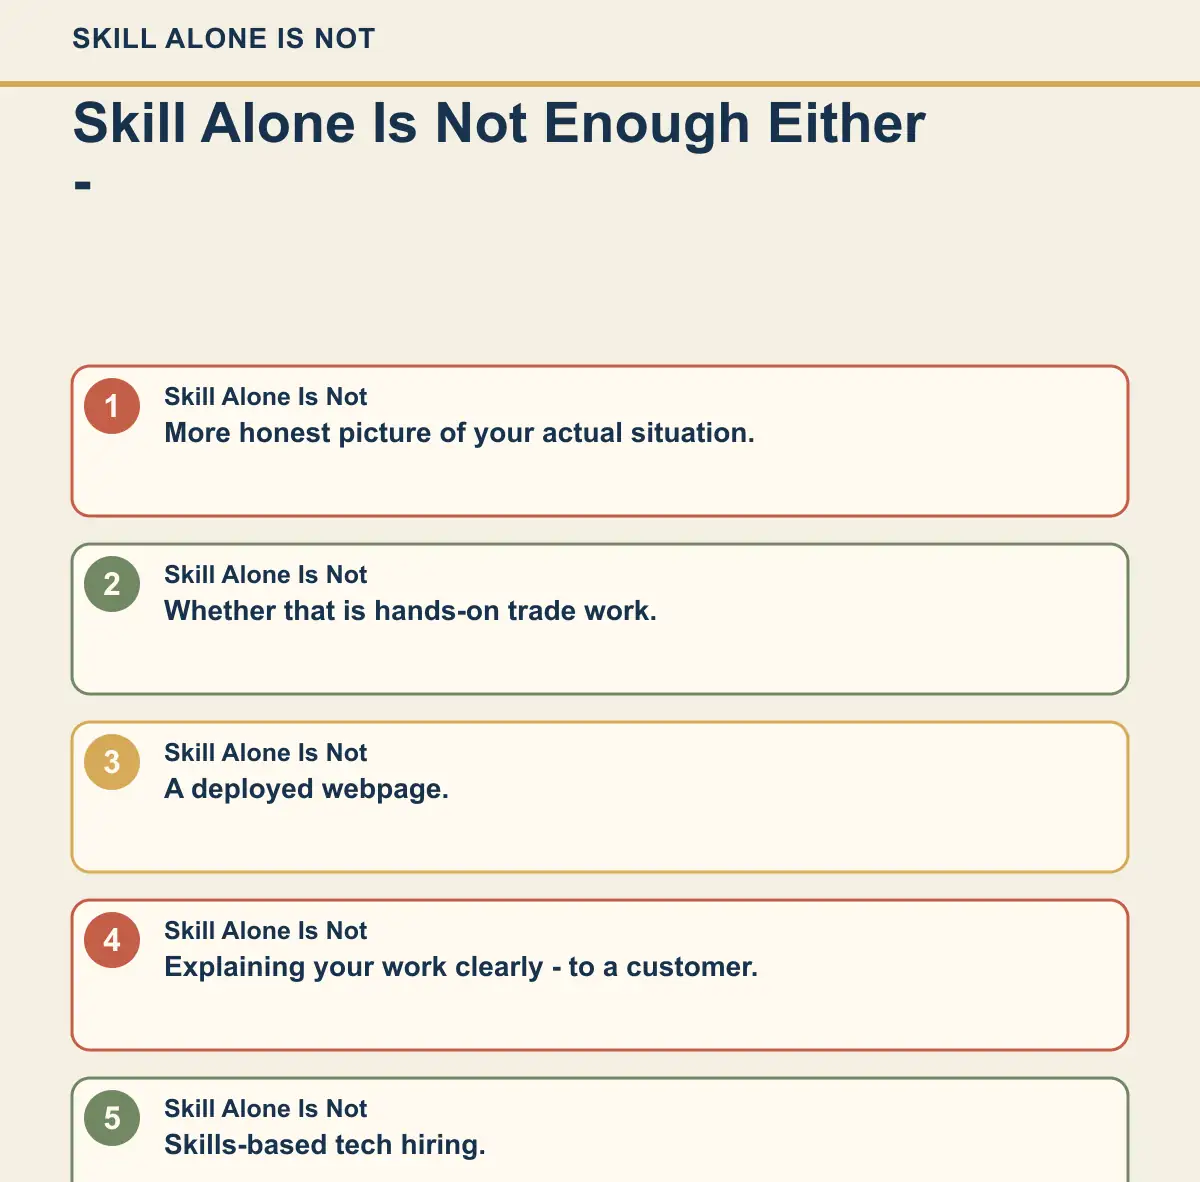 SKILL ALONE IS NOT
Skill Alone Is Not Enough Either
-
1
Skill Alone Is Not
More honest picture of your actual situation.
2
Skill Alone Is Not
Whether that is hands-on trade work.
3
Skill Alone Is Not
A deployed webpage.
4
Skill Alone Is Not
Explaining your work clearly - to a customer.
5
Skill Alone Is Not
Skills-based tech hiring.